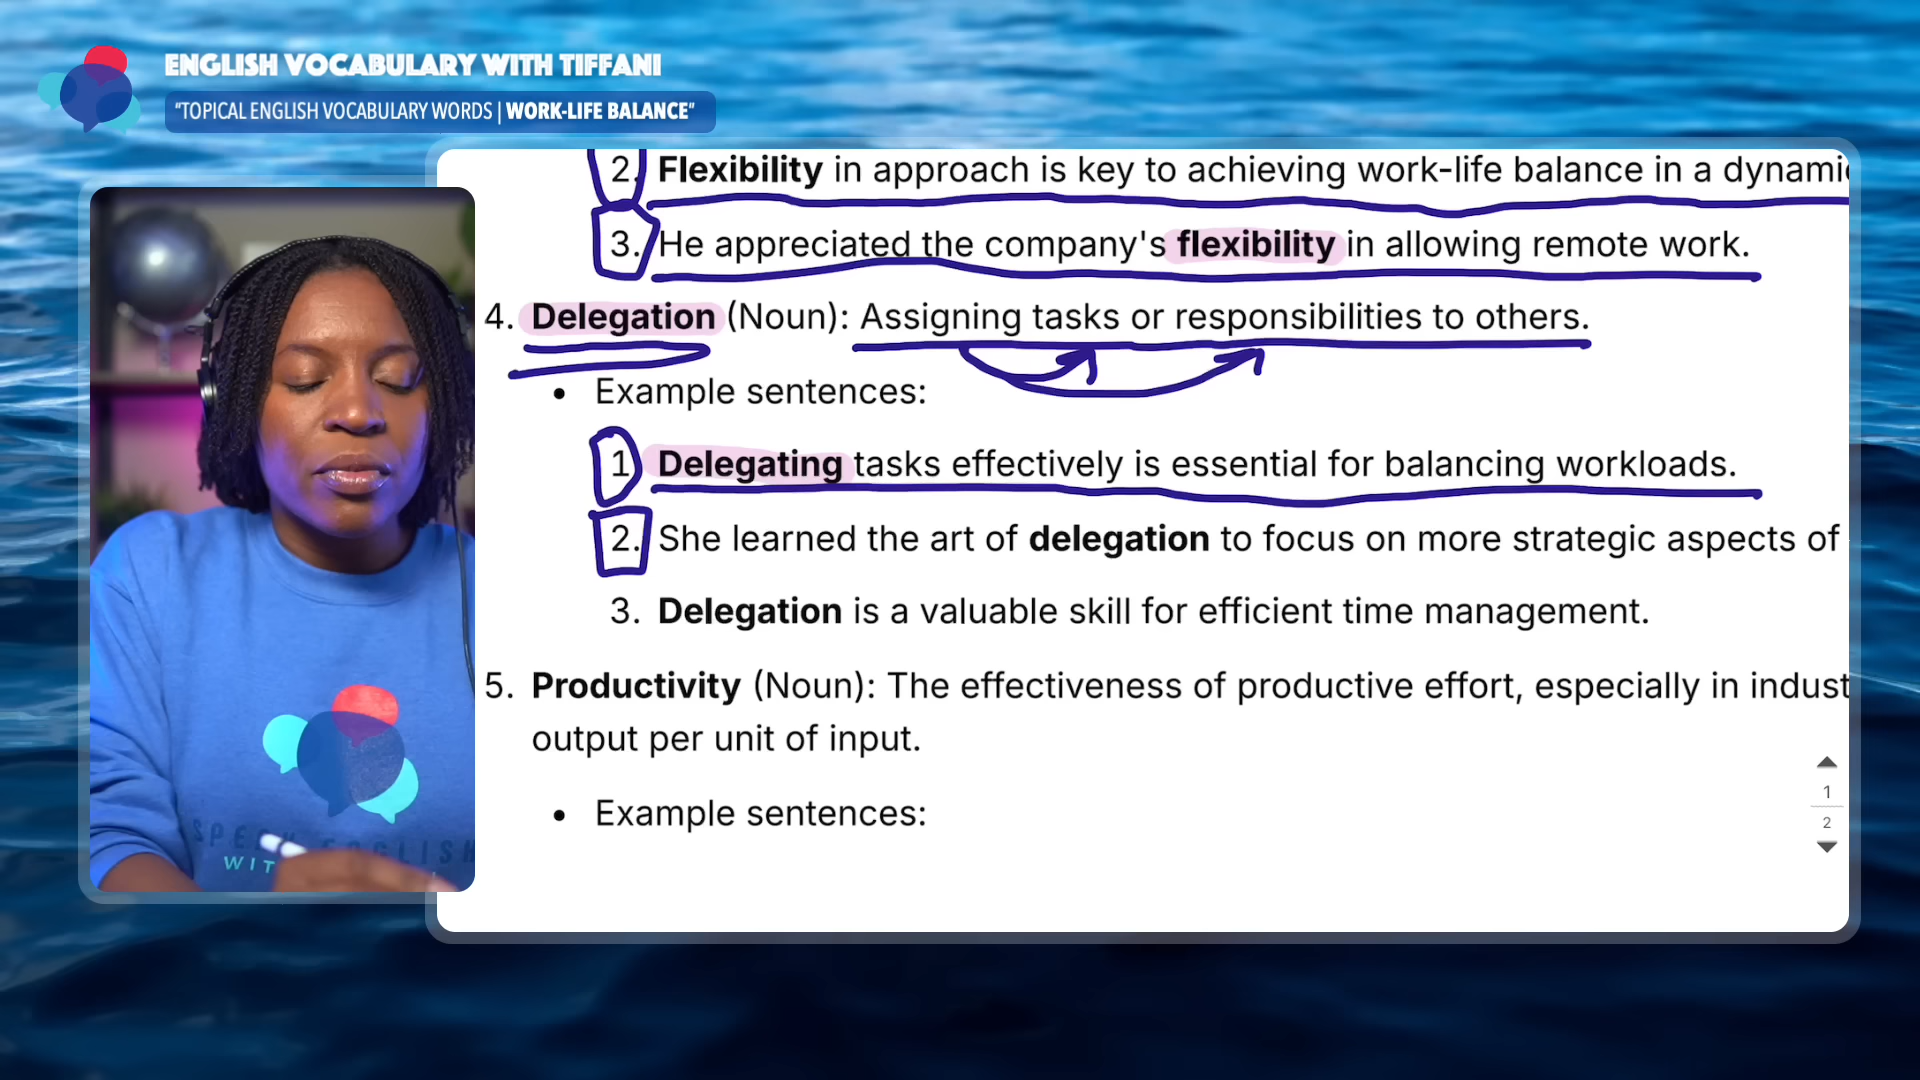 ENGLISH VOCABULARY WITH TIFFANI
"TOPICAL ENGLISH VOCABULARY WORDS | WORK-LIFE BALANCE"
2. Flexibility in approach is key to achieving work-life balance in a
3. He appreciated the company's flexibility in allowing remote work.
4. Delegation (Noun): Assigning tasks or responsibilities to others.
• Example sentences:
1 Delegating tasks effectively is essential for balancing workloads.
2. She learned the art of delegation to focus on more strategic aspects of
3. Delegation is a valuable skill for efficient time management.
5. Productivity (Noun): The effectiveness of productive effort, especially in
output per unit of input.
• Example sentences:
1
2
ENGLISH
WIT